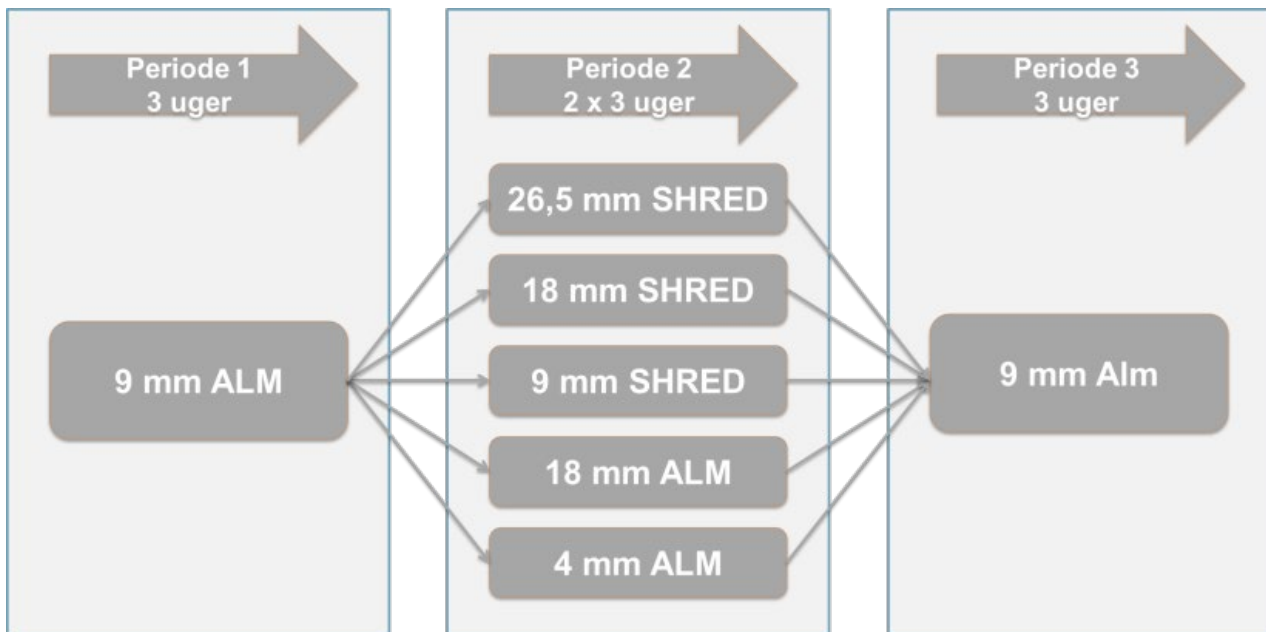 Periode 1
3 uger
Periode 2
2 x 3 uger
Periode 3
3 uger
9 mm ALM
26,5 mm SHRED
18 mm SHRED
9 mm SHRED
18 mm ALM
4 mm ALM
9 mm Alm